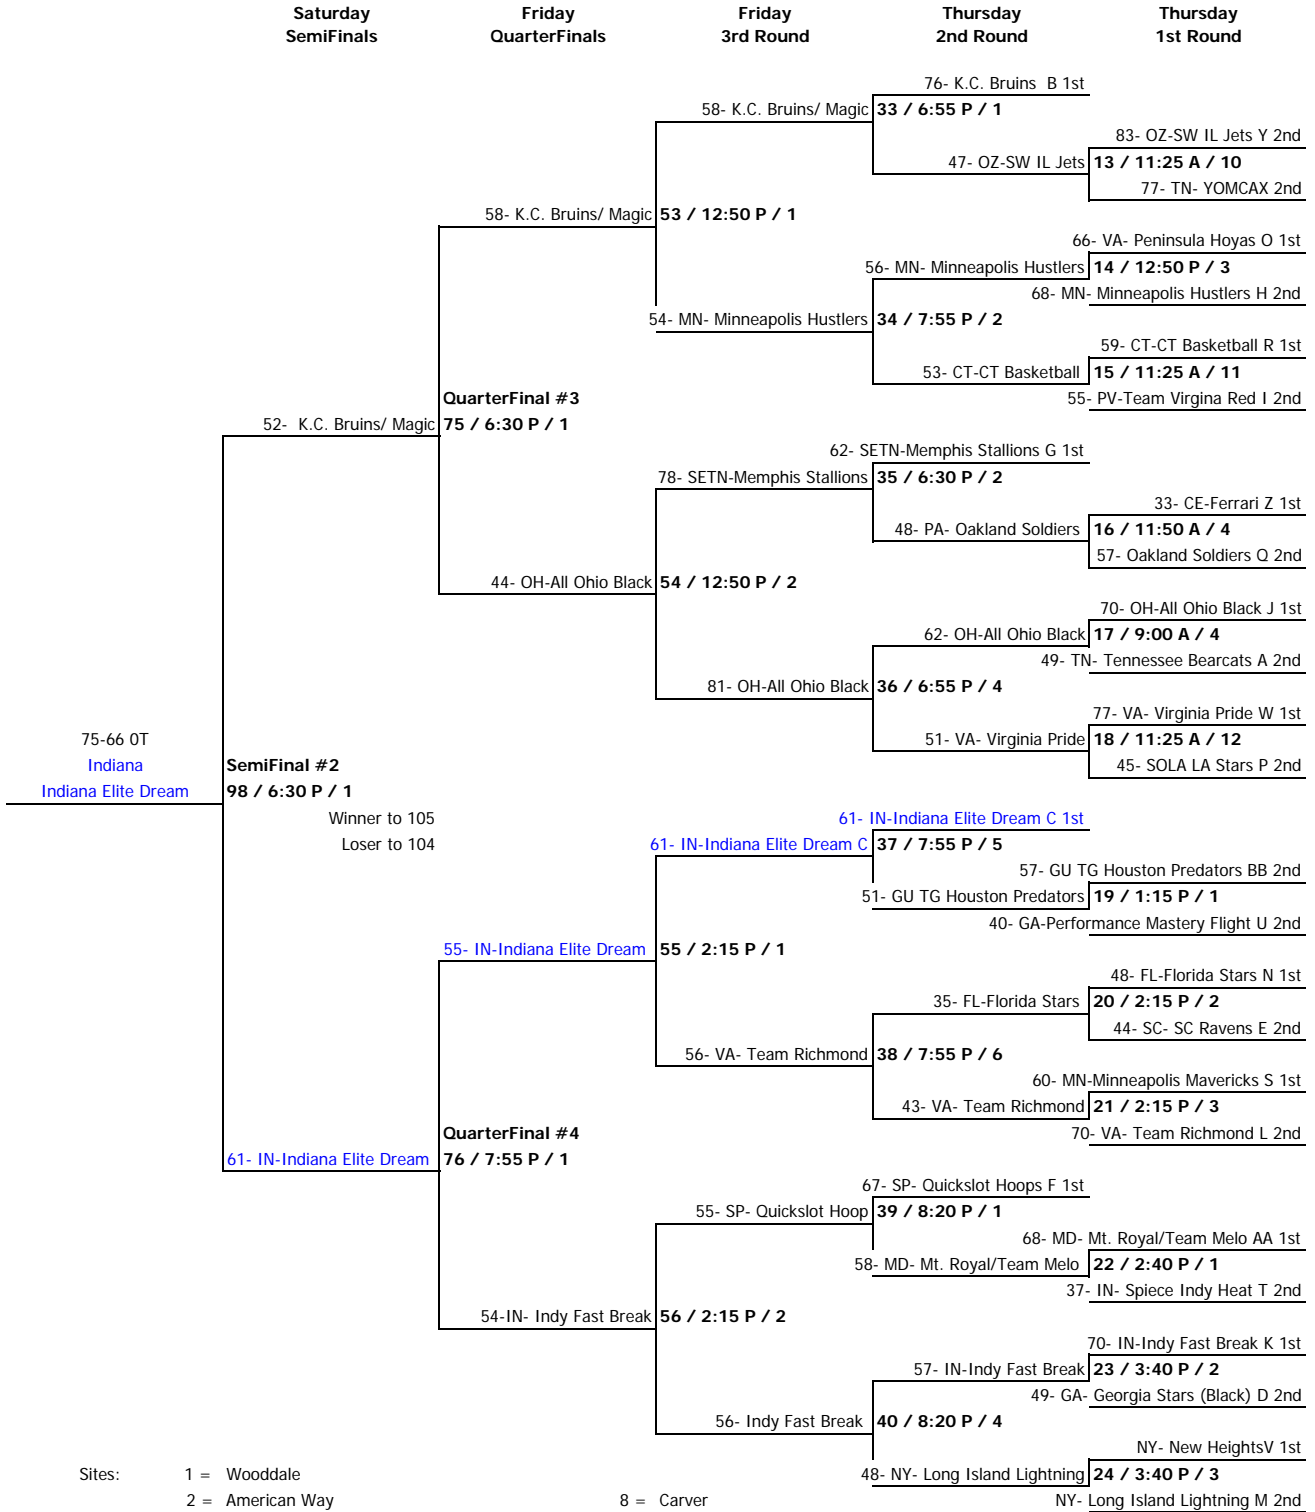 Saturday Friday Friday Thursday Thursday
SemiFinals QuarterFinals 3rd Round 2nd Round 1st Round
76- K.C. Bruins B 1st
58- K.C. Bruins/ Magic 33 / 6:55 P / 1
83- OZ-SW IL Jets Y 2nd
47- OZ-SW IL Jets 13 / 11:25 A / 10
77- TN- YOMCAX 2nd
58- K.C. Bruins/ Magic 53 / 12:50 P / 1
66- VA- Peninsula Hoyas O 1st
56- MN- Minneapolis Hustlers 14 / 12:50 P / 3
68- MN- Minneapolis Hustlers H 2nd
54- MN- Minneapolis Hustlers 34 / 7:55 P / 2
59- CT-CT Basketball R 1st
53- CT-CT Basketball 15 / 11:25 A / 11
QuarterFinal #3 55- PV-Team Virgina Red I 2nd
52- K.C. Bruins/ Magic 75 / 6:30 P / 1
62- SETN-Memphis Stallions G 1st
78- SETN-Memphis Stallions 35 / 6:30 P / 2
33- CE-Ferrari Z 1st
48- PA- Oakland Soldiers 16 / 11:50 A / 4
57- Oakland Soldiers Q 2nd
44- OH-All Ohio Black 54 / 12:50 P / 2
70- OH-All Ohio Black J 1st
62- OH-All Ohio Black 17 / 9:00 A / 4
49- TN- Tennessee Bearcats A 2nd
81- OH-All Ohio Black 36 / 6:55 P / 4
77- VA- Virginia Pride W 1st
75-66 0T 51- VA- Virginia Pride 18 / 11:25 A / 12
Indiana SemiFinal #2 45- SOLA LA Stars P 2nd
Indiana Elite Dream 98 / 6:30 P / 1
Winner to 105 61- IN-Indiana Elite Dream C 1st
Loser to 104 61- IN-Indiana Elite Dream C 37 / 7:55 P / 5
57- GU TG Houston Predators BB 2nd
51- GU TG Houston Predators 19 / 1:15 P / 1
40- GA-Performance Mastery Flight U 2nd
55- IN-Indiana Elite Dream 55 / 2:15 P / 1
48- FL-Florida Stars N 1st
35- FL-Florida Stars 20 / 2:15 P / 2
44- SC- SC Ravens E 2nd
56- VA- Team Richmond 38 / 7:55 P / 6
60- MN-Minneapolis Mavericks S 1st
43- VA- Team Richmond 21 / 2:15 P / 3
QuarterFinal #4 70- VA- Team Richmond L 2nd
61- IN-Indiana Elite Dream 76 / 7:55 P / 1
67- SP- Quickslot Hoops F 1st
55- SP- Quickslot Hoop 39 / 8:20 P / 1
68- MD- Mt. Royal/Team Melo AA 1st
58- MD- Mt. Royal/Team Melo 22 / 2:40 P / 1
37- IN- Spiece Indy Heat T 2nd
54-IN- Indy Fast Break 56 / 2:15 P / 2
70- IN-Indy Fast Break K 1st
57- IN-Indy Fast Break 23 / 3:40 P / 2
49- GA- Georgia Stars (Black) D 2nd
56- Indy Fast Break 40 / 8:20 P / 4
NY- New HeightsV 1st
Sites: 1 = Wooddale 48- NY- Long Island Lightning 24 / 3:40 P / 3
2 = American Way 8 = Carver NY- Long Island Lightning M 2nd